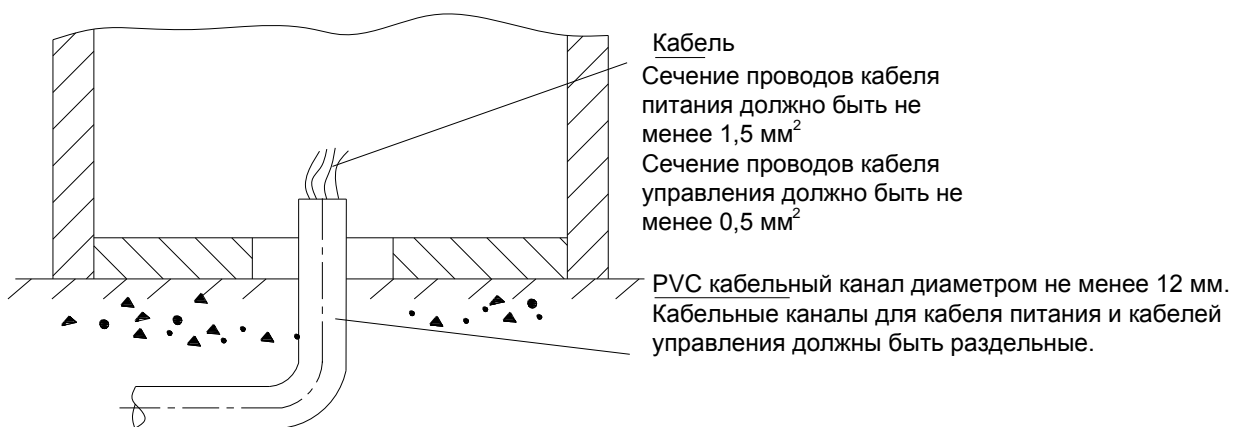 Кабель
Сечение проводов кабеля
питания должно быть не
менее 1,5 мм²
Сечение проводов кабеля
управления должно быть не
менее 0,5 мм²
PVC кабельный канал диаметром не менее 12 мм.
Кабельные каналы для кабеля питания и кабелей
управления должны быть раздельные.